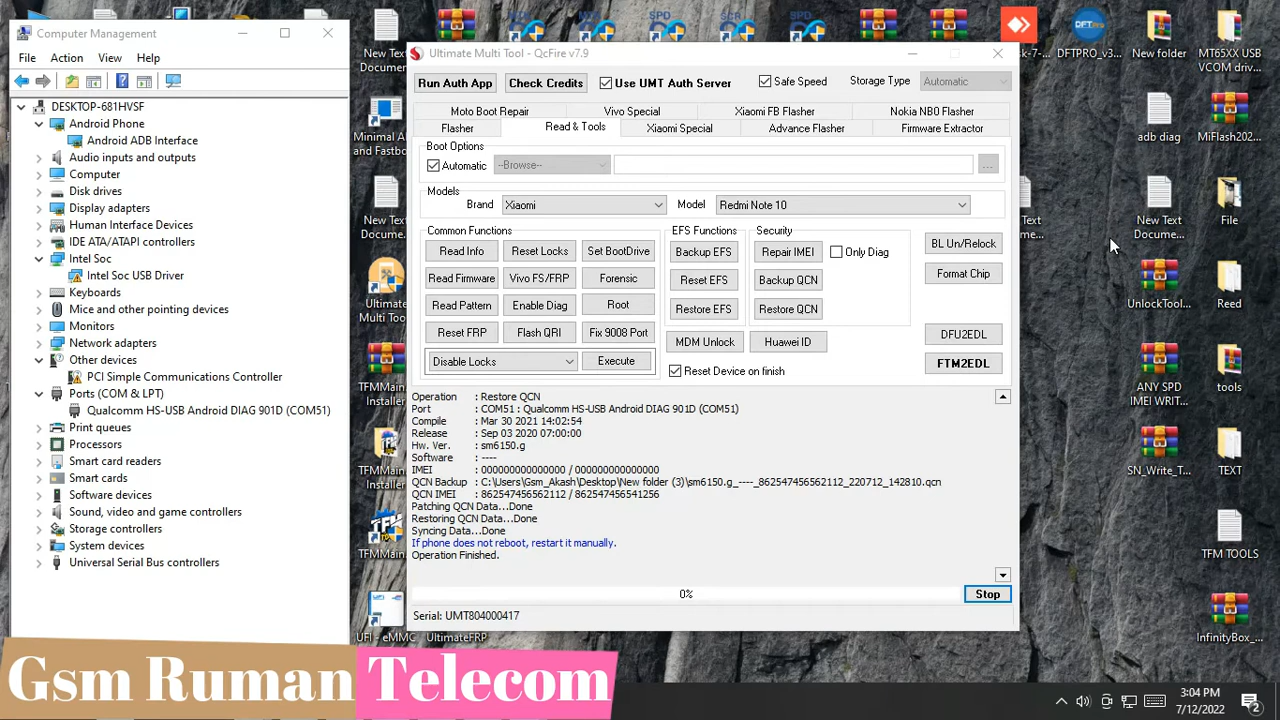 Computer Management
File Action View Help
DESKTOP-681HVSF
Android Phone
Android ADB Interface
Audio inputs and outputs
Computer
Disk drives
Display adapters
Human Interface Devices
IDE ATA/ATAPI controllers
Intel Soc
Intel Soc USB Driver
Keyboards
Mice and other pointing devices
Monitors
Network adapters
Other devices
PCI Simple Communications Controller
Ports (COM & LPT)
Qualcomm HS-USB Android DIAG 901D (COM51)
Print queues
Processors
Smart card readers
Smart cards
Software devices
Sound, video and game controllers
Storage controllers
System devices
Universal Serial Bus controllers
Ultimate Multi Tool - QcFire v7.9
Run Auth App Check Credits Use UMT Auth Server Safe Speed Storage Type Automatic
Boot Repair Vivo Special Xiaomi FB Flasher Nokia NB0 Flasher
Flasher Read & Tools Xiaomi Advance Flasher Firmware Extractor
Boot Options
Automatic --Browse-- ...
Models
Brand Xiaomi Model Redmi Note 10
Common Functions EFS Functions Security
Read Info Reset Locks Set BootDrive Backup EFS Repair IMEI Only Diag BL Un/Relock
Read Firmware Vivo FS/FRP Forensic Reset EFS Backup QCN Format Chip
Read Pattern Enable Diag Root Restore EFS Restore QCN
Reset FRP Flash QRI Fix 9008 Port MDM Unlock Huawei ID DFU2EDL
Disable Locks Execute Reset Device on finish FTM2EDL
Operation : Restore QCN
Port : COM51 : Qualcomm HS-USB Android DIAG 901D (COM51)
Compile : Mar 30 2021 14:02:54
Release : Sep 03 2020 07:00:00
Hw. Ver : sm6150.g
Software : ----
IMEI : 00000000000000 / 00000000000000
QCN Backup : C:\Users\Gsm_Akash\Desktop\New folder (3)\sm6150.g_----_862547456562112_220712_142810.qcn
QCN IMEI : 862547456562112 / 862547456541256
Patching QCN Data...Done
Restoring QCN Data...Done
Syncing Data...Done
If phone does not reboot, restart it manually.
Operation Finished.
0% Stop
Serial: UMT804000417
New Text
Docume...
Minimal A
and Fastbo
New Text
Docume...
Ultimate
Multi Tool
TFMMain
Installer
TFMMain
Installer
TFMMain
UFI - eMMC UltimateFRP
DFTPRO_v3...
New folder
MT65XX USB
VCOM driv...
adb diag
MiFlash202...
New Text
Docume...
File
UnlockTool...
Reed
ANY SPD
IMEI WRIT...
tools
SN_Write_T...
TEXT
TFM TOOLS
InfinityBox_...
Gsm Ruman Telecom
3:04 PM
7/12/2022
2